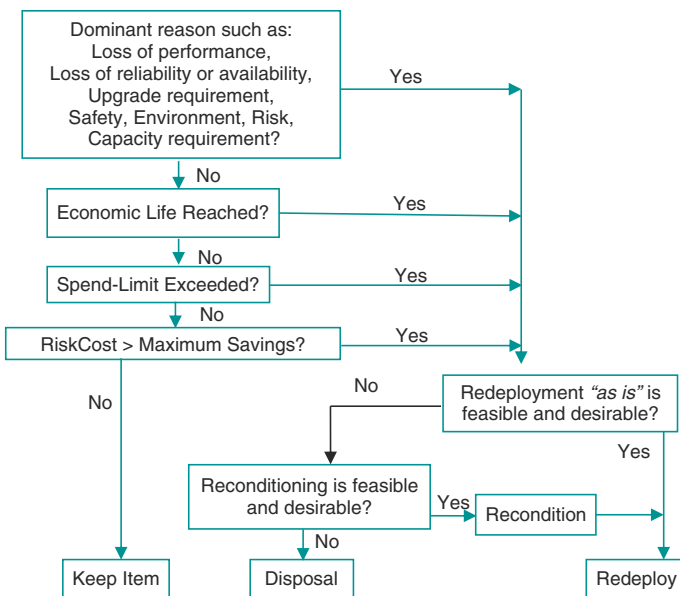 Dominant reason such as:
Loss of performance,
Loss of reliability or availability,
Upgrade requirement,
Safety, Environment, Risk,
Capacity requirement?
Yes
No
Economic Life Reached?
Yes
No
Spend-Limit Exceeded?
Yes
No
RiskCost > Maximum Savings?
Yes
No
Redeployment "as is" is
feasible and desirable?
No
Yes
Reconditioning is feasible
and desirable?
Yes
Recondition
No
Keep Item
Disposal
Redeploy